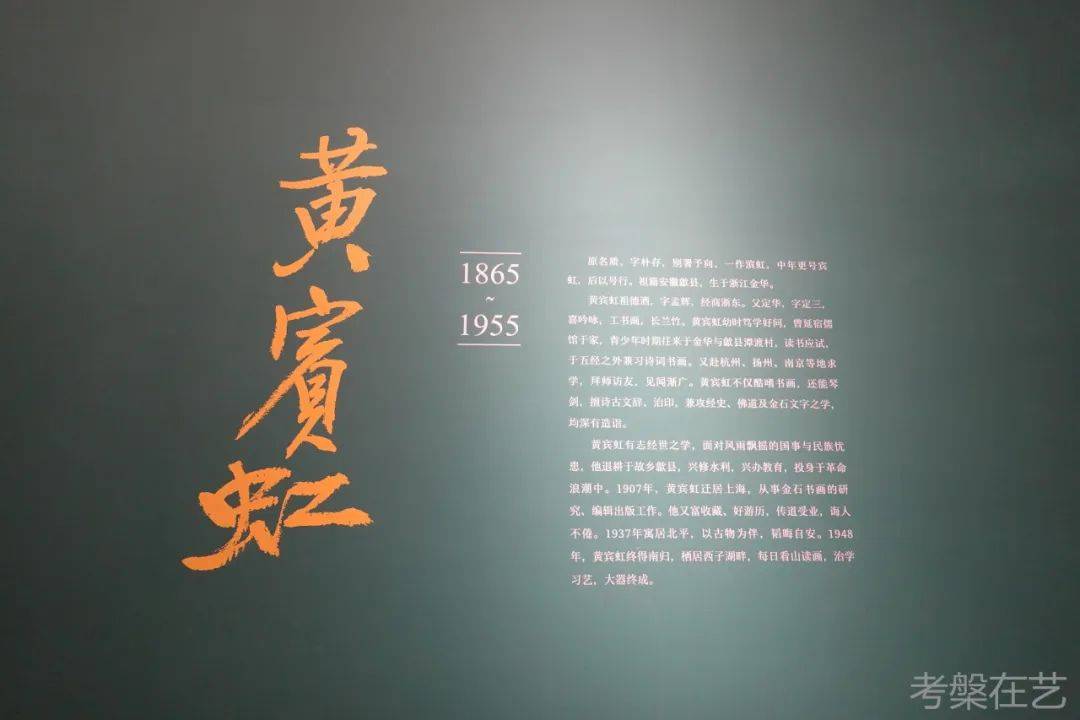 黄賓虹
1865
~
1955
原名质，字朴存，别署予向，一作滨虹，中年更号宾
虹，后以号行。祖籍安徽歙县，生于浙江金华。
黄宾虹祖德酒，字孟辉，经商浙东。父定华，字定三，
喜吟咏，工书画，长兰竹。黄宾虹幼时笃学好问，曾延宿儒
馆于家，青少年时期往来于金华与歙县潭渡村，读书应试，
于五经之外兼习诗词书画。又赴杭州、扬州、南京等地求
学，拜师访友，见闻渐广。黄宾虹不仅酷嗜书画，还能琴
剑，擅诗古文辞，治印，兼攻经史、佛道及金石文字之学，
均深有造诣。
黄宾虹有志经世之学，面对风雨飘摇的国事与民族忧
患，他退耕于故乡歙县，兴修水利，兴办教育，投身于革命
浪潮中。1907年，黄宾虹迁居上海，从事金石书画的研
究、编辑出版工作。他又富收藏、好游历，传道受业，诲人
不倦。1937年寓居北平，以古物为伴，韬晦自安。1948
年，黄宾虹终得南归，栖居西子湖畔，每日看山读画，治学
习艺，大器终成。
考槃在艺